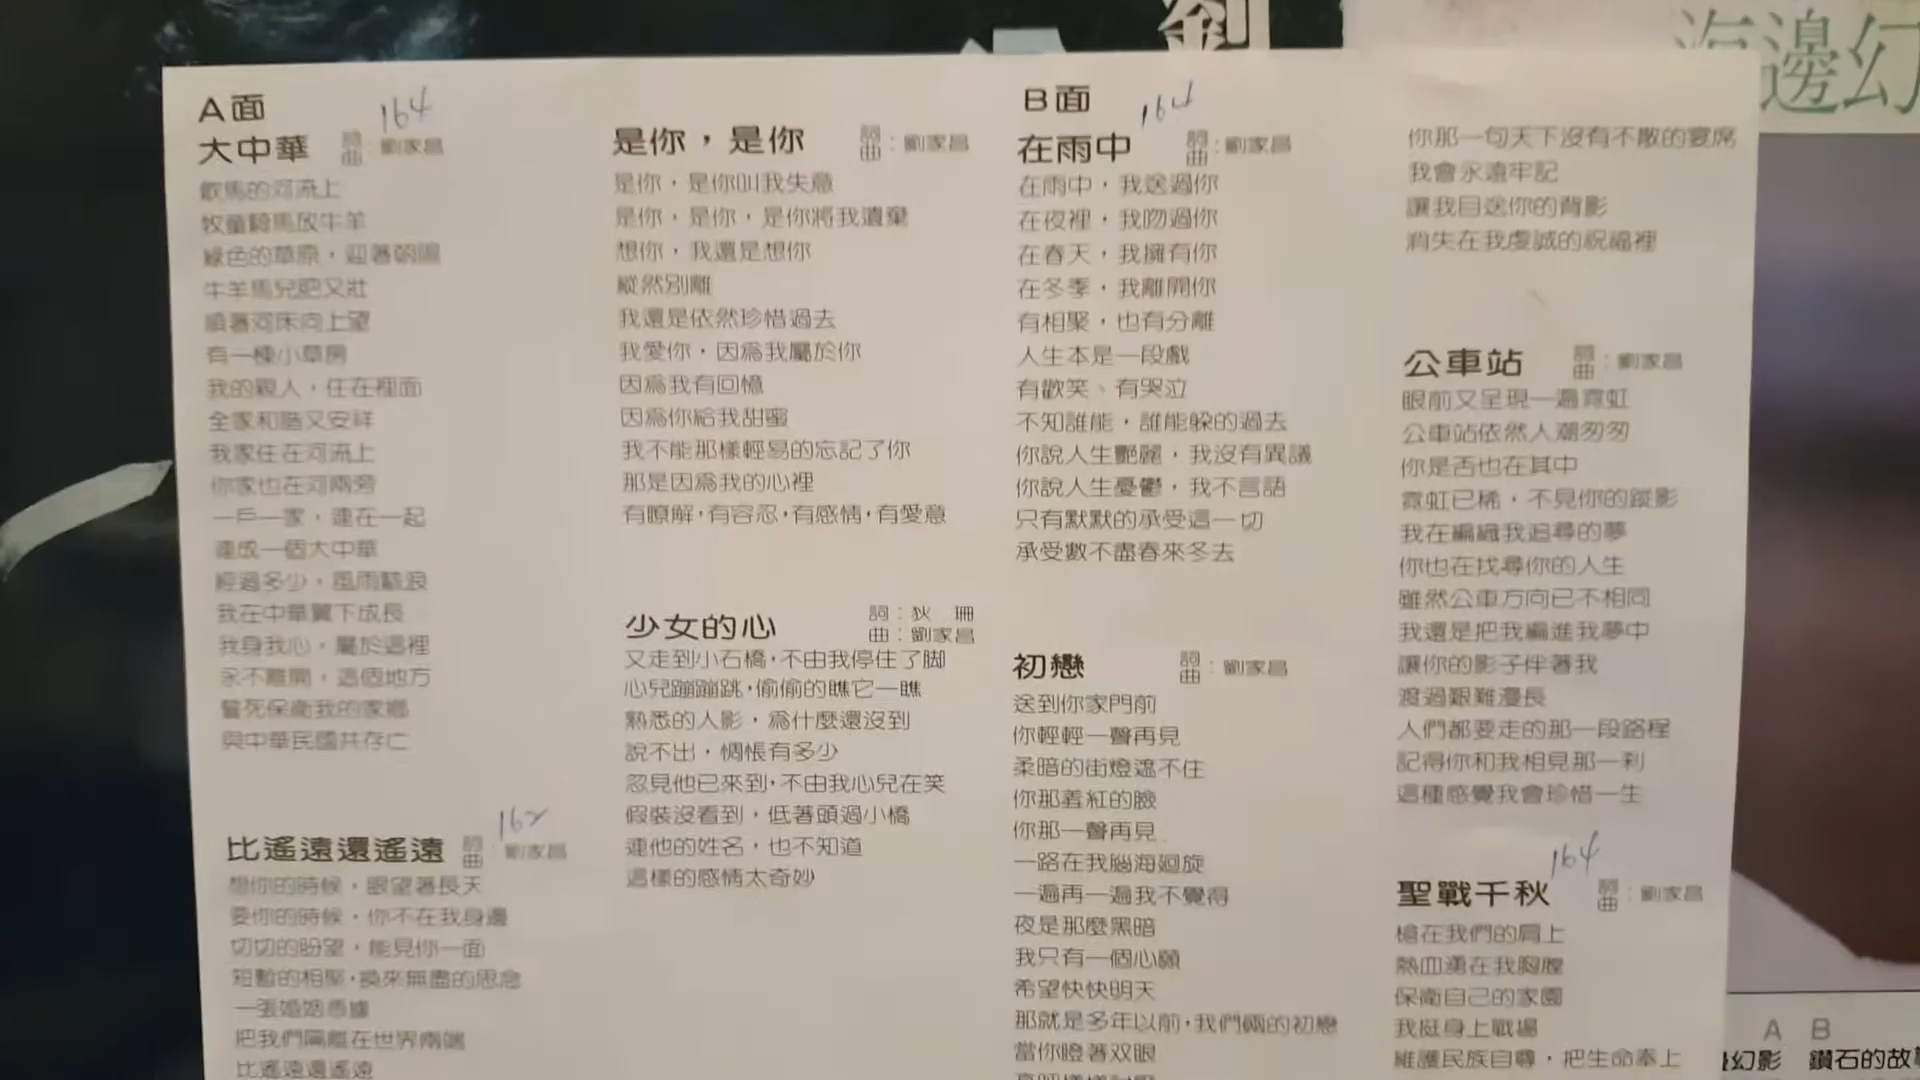 劉
海邊幻
A面
164
大中華 詞曲：劉家昌
飲馬的河流上
牧童騎馬放牛羊
綠色的草原，迎著朝陽
牛羊馬兒肥又壯
順著河床向上望
有一棟小草房
我的親人，住在裡面
全家和諧又安祥
我家住在河流上
你家也在河兩旁
一戶一家，連在一起
連成一個大中華
經過多少，風雨駭浪
我在中華翼下成長
我身我心，屬於這裡
永不離開，這個地方
誓死保衛我的家鄉
與中華民國共存亡
162
比遙遠還遙遠 詞曲：劉家昌
想你的時候，眼望著長天
要你的時候，你不在我身邊
切切的盼望，能見你一面
短暫的相聚，換來無盡的思念
一張婚姻憑據
把我們隔離在世界兩端
比遙遠還遙遠
是你，是你 詞曲：劉家昌
是你，是你叫我失意
是你，是你，是你將我遺棄
想你，我還是想你
縱然別離
我還是依然珍惜過去
我愛你，因為我屬於你
因為我有回憶
因為你給我甜蜜
我不能那樣輕易的忘記了你
那是因為我的心裡
有瞭解，有容忍，有感情，有愛意
少女的心 詞：狄珊
曲：劉家昌
又走到小石橋，不由我停住了脚
心兒蹦蹦跳，偷偷的瞧它一瞧
熟悉的人影，為什麼還沒到
說不出，惆悵有多少
忽見他已來到，不由我心兒在笑
假裝沒看到，低著頭過小橋
連他的姓名，也不知道
這樣的感情太奇妙
B面
164
在雨中 詞曲：劉家昌
在雨中，我送過你
在夜裡，我吻過你
在春天，我擁有你
在冬季，我離開你
有相聚，也有分離
人生本是一段戲
有歡笑、有哭泣
不知誰能，誰能躲的過去
你說人生艷麗，我沒有異議
你說人生憂鬱，我不言語
只有默默的承受這一切
承受數不盡春來冬去
初戀 詞曲：劉家昌
送到你家門前
你輕輕一聲再見
柔暗的街燈遮不住
你那羞紅的臉
你那一聲再見
一路在我腦海廻旋
一遍再一遍我不覺得
夜是那麼黑暗
我只有一個心願
希望快快明天
那就是多年以前，我們倆的初戀
當你瞪著双眼
你那一句天下沒有不散的宴席
我會永遠牢記
讓我目送你的背影
消失在我虔誠的祝福裡
公車站 詞曲：劉家昌
眼前又呈現一遍霓虹
公車站依然人潮匆匆
你是否也在其中
霓虹已稀，不見你的蹤影
我在編織我追尋的夢
你也在找尋你的人生
雖然公車方向已不相同
我還是把我編進我夢中
讓你的影子伴著我
渡過艱難漫長
人們都要走的那一段路程
記得你和我相見那一刹
這種感覺我會珍惜一生
164
聖戰千秋 詞曲：劉家昌
槍在我們的肩上
熱血湧在我胸膛
保衛自己的家園
我挺身上戰場
維護民族自尊，把生命奉上
A B
幻影 鑽石的故